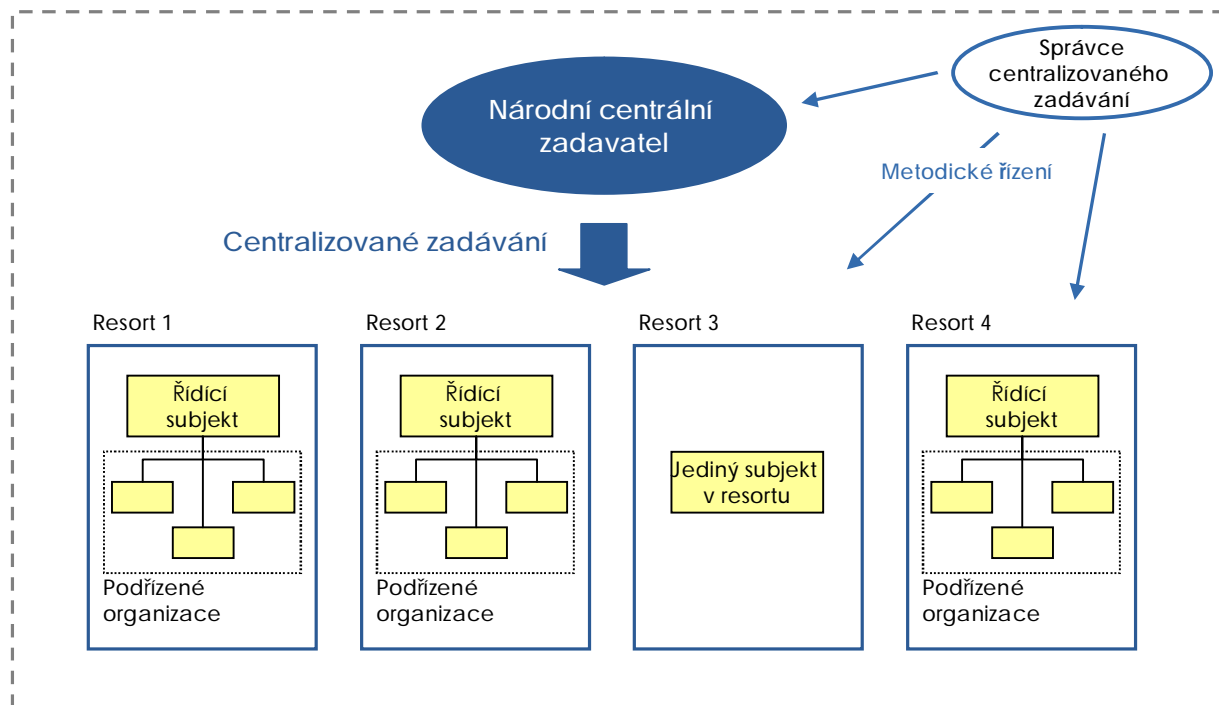 Správce
centralizovaného
zadávání
Národní centrální
zadavatel
Metodické řízení
Centralizované zadávání
Resort 1
Resort 2
Resort 3
Resort 4
Řídící
subjekt
Podřízené
organizace
Řídící
subjekt
Podřízené
organizace
Jediný subjekt
v resortu
Řídící
subjekt
Podřízené
organizace